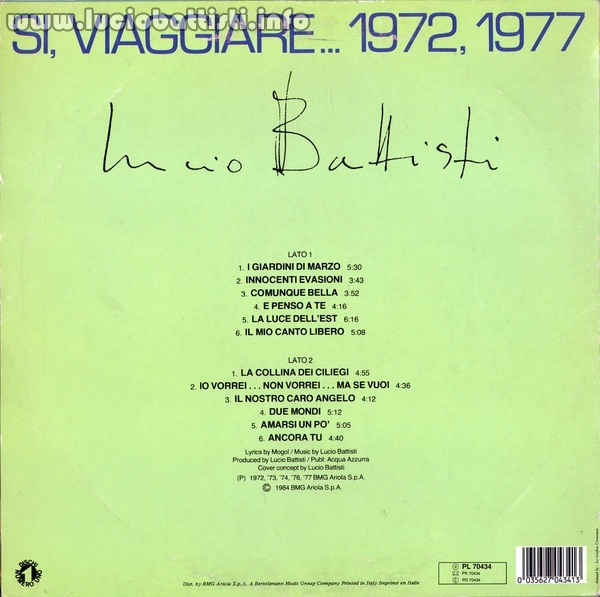 www.luciobattisti.info
SI, VIAGGIARE... 1972, 1977
Lucio Battisti
LATO 1
1. I GIARDINI DI MARZO 5:30
2. INNOCENTI EVASIONI 3:43
3. COMUNQUE BELLA 3:52
4. E PENSO A TE 4:16
5. LA LUCE DELL'EST 6:16
6. IL MIO CANTO LIBERO 5:08
LATO 2
1. LA COLLINA DEI CILIEGI 4:55
2. IO VORREI . . . NON VORREI . . . MA SE VUOI 4:36
3. IL NOSTRO CARO ANGELO 4:12
4. DUE MONDI 5:12
5. AMARSI UN PO' 5:05
6. ANCORA TU 4:40
Lyrics by Mogol / Music by Lucio Battisti
Produced by Lucio Battisti / Publ: Acqua Azzurra
Cover concept by Lucio Battisti
(P) 1972, '73, '74, '76, '77 BMG Ariola S.p.A.
© 1984 BMG Ariola S.p.A.
DISCHI NUMERO UNO
1
Dist. by BMG Ariola S.p.A. A Bertelsmann Music Group Company Printed in Italy Imprimé en Italie
PL 70434
PK 70434
PD 70434
0 035627 043413